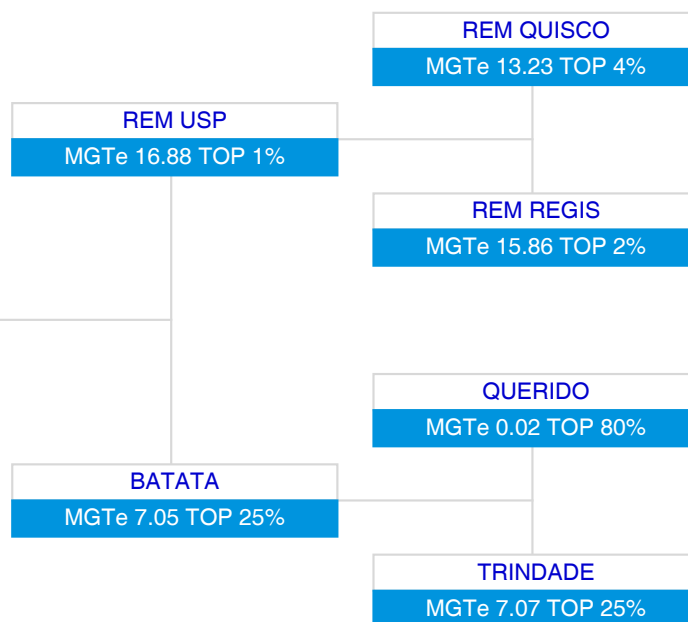 REM QUISCO
MGTe 13.23 TOP 4%
REM USP
MGTe 16.88 TOP 1%
REM REGIS
MGTe 15.86 TOP 2%
QUERIDO
MGTe 0.02 TOP 80%
BATATA
MGTe 7.05 TOP 25%
TRINDADE
MGTe 7.07 TOP 25%